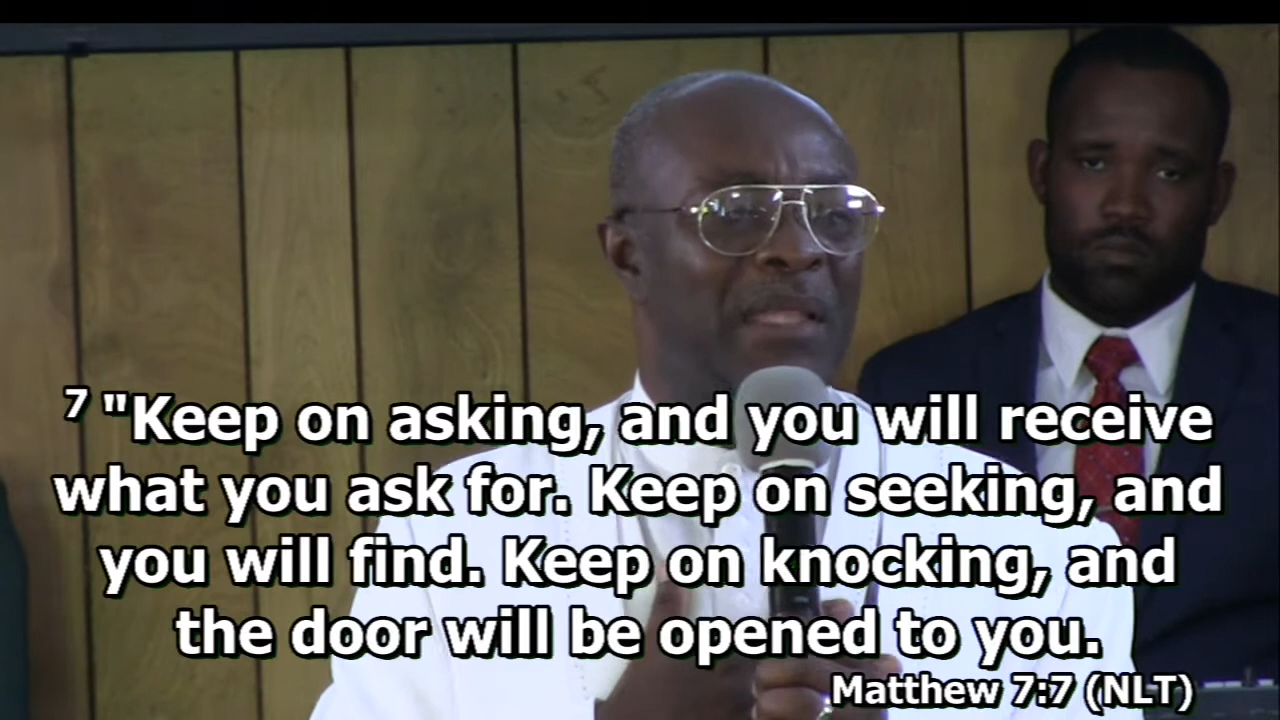 7 "Keep on asking, and you will receive
what you ask for. Keep on seeking, and
you will find. Keep on knocking, and
the door will be opened to you.
Matthew 7:7 (NLT)